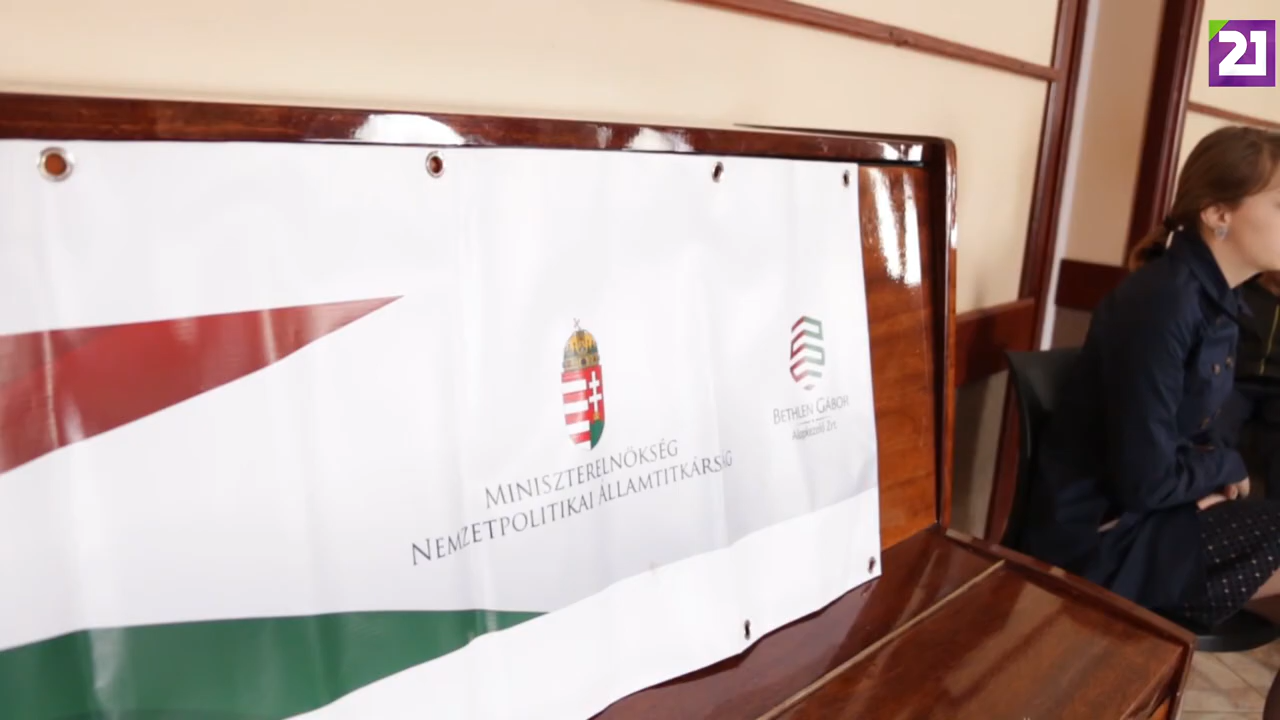 21
MINISZTERELNÖKSÉG
NEMZETPOLITIKAI ÁLLAMTITKÁRSÁG
BETHLEN GÁBOR
Alapkezelő Zrt.